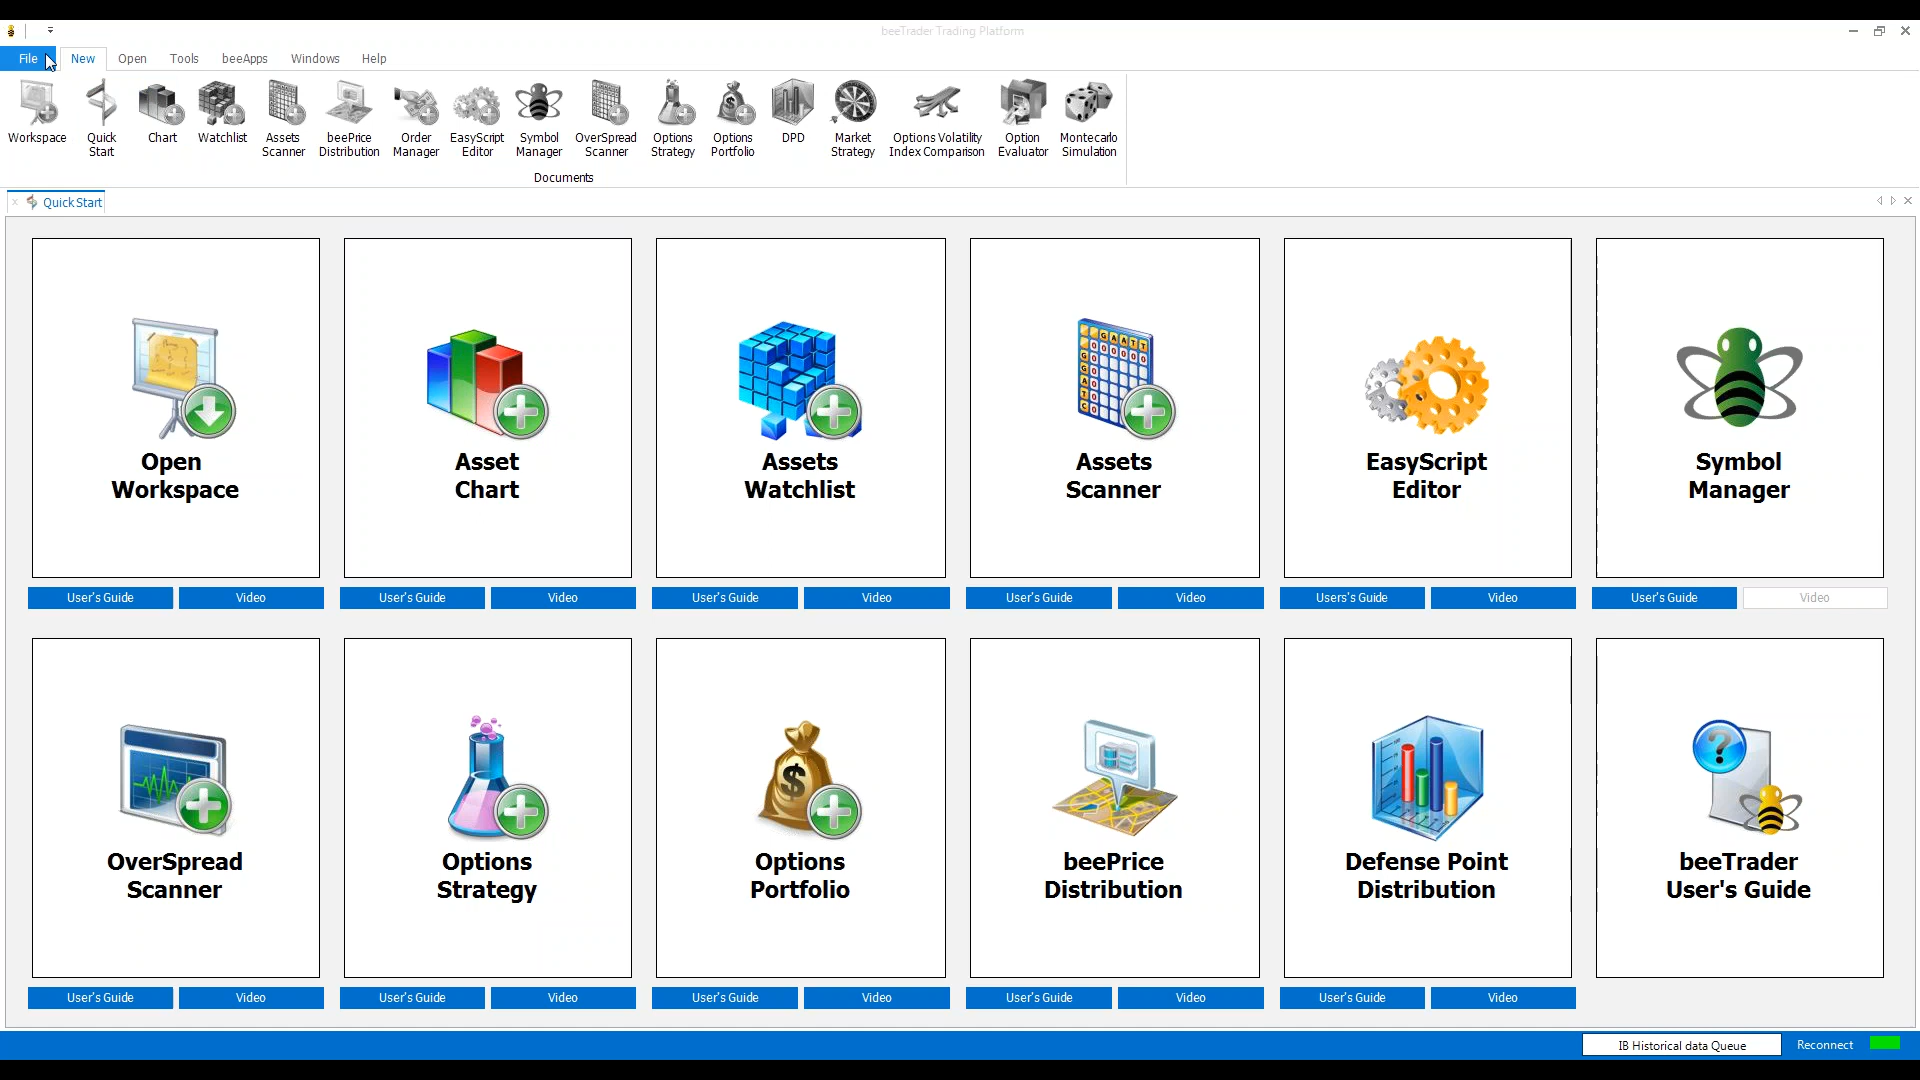 beeTrader Trading Platform
File New Open Tools beeApps Windows Help
Workspace
Quick
Start
Chart
Watchlist
Assets
Scanner
beePrice
Distribution
Order
Manager
EasyScript
Editor
Symbol
Manager
OverSpread
Scanner
Options
Strategy
Options
Portfolio
DPD
Market
Strategy
Options Volatility
Index Comparison
Option
Evaluator
Montecarlo
Simulation
Documents
Quick Start
Open
Workspace
Asset
Chart
Assets
Watchlist
Assets
Scanner
EasyScript
Editor
Symbol
Manager
User's Guide Video User's Guide Video User's Guide Video User's Guide Video Users's Guide Video User's Guide Video
OverSpread
Scanner
Options
Strategy
Options
Portfolio
beePrice
Distribution
Defense Point
Distribution
beeTrader
User's Guide
User's Guide Video User's Guide Video User's Guide Video User's Guide Video User's Guide Video
IB Historical data Queue Reconnect